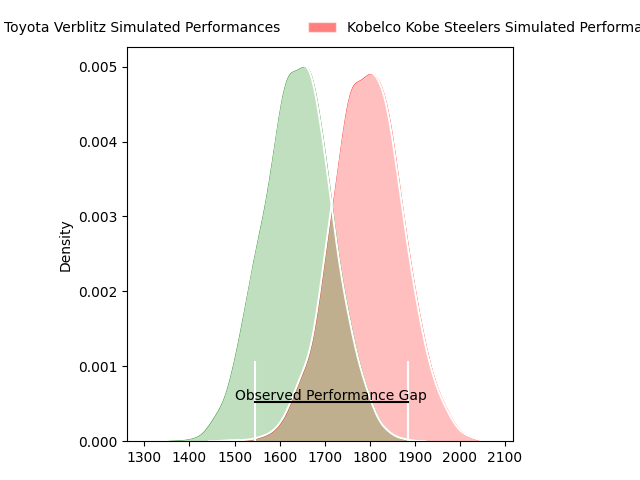 Toyota Verblitz Simulated Performances
Kobelco Kobe Steelers Simulated Performa
0.005
0.004
0.003
0.002
0.001
0.000
Density
Observed Performance Gap
1300 1400 1500 1600 1700 1800 1900 2000 2100